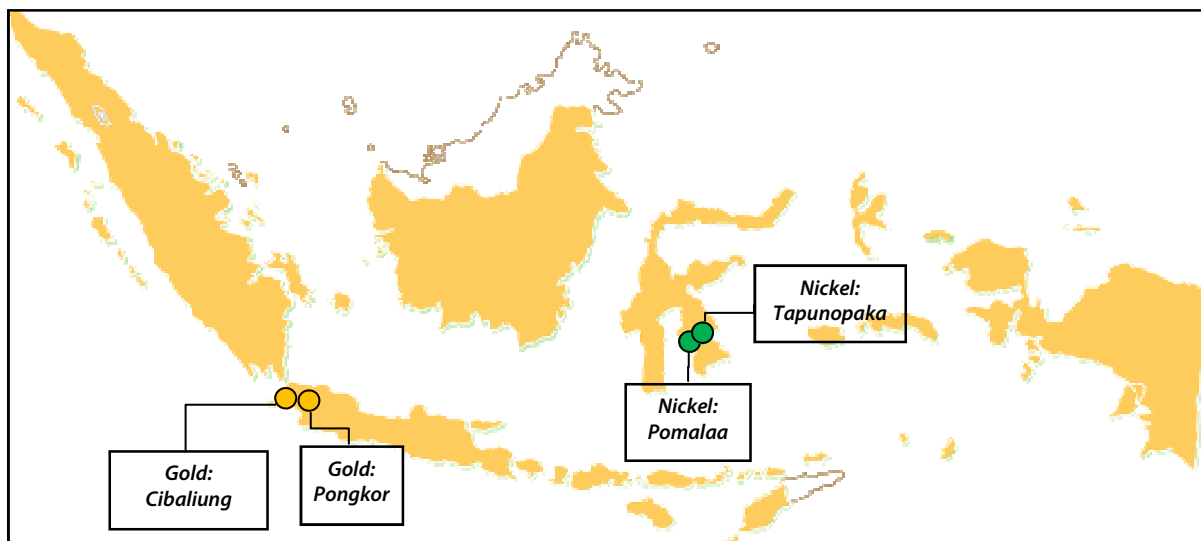 Nickel:
Tapunopaka
Nickel:
Pomalaa
Gold:
Cibaliung
Gold:
Pongkor